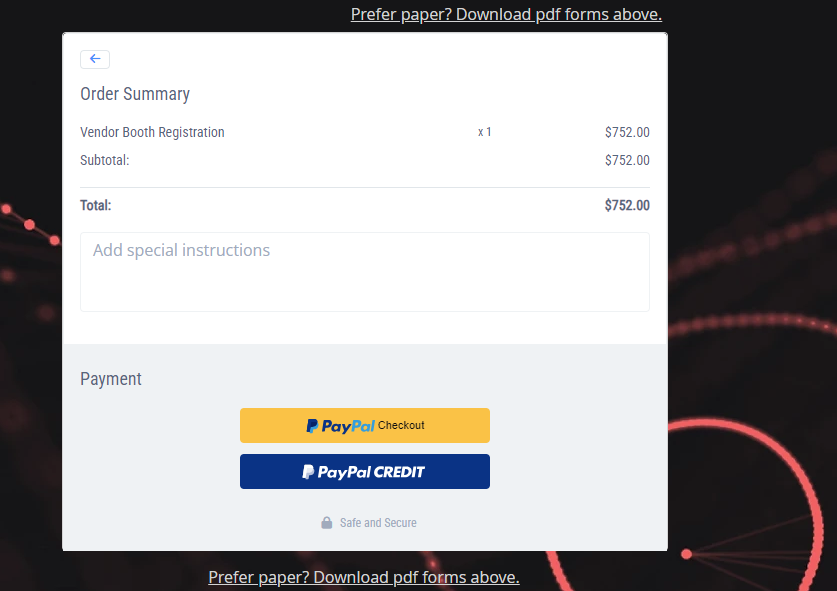 Prefer paper? Download pdf forms above.
Order Summary
Vendor Booth Registration x 1 $752.00
Subtotal: $752.00
Total: $752.00
Add special instructions
Payment
PayPal Checkout
PayPal CREDIT
Safe and Secure
Prefer paper? Download pdf forms above.